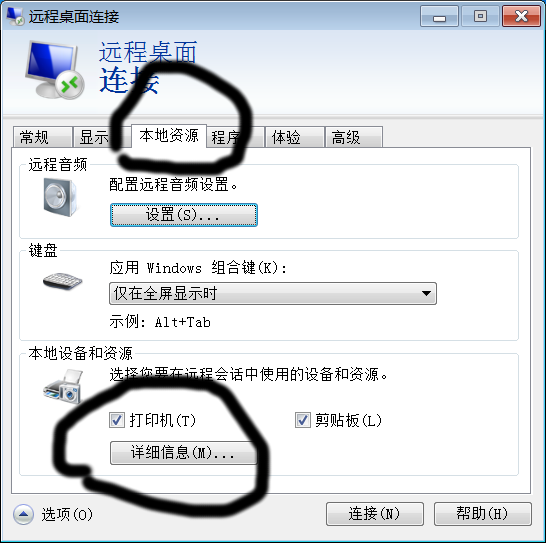 远程桌面连接
远程桌面
连接
常规 显示 本地资源 程序 体验 高级
远程音频
配置远程音频设置。
设置(S)...
键盘
应用 Windows 组合键(K):
仅在全屏显示时
示例: Alt+Tab
本地设备和资源
选择您要在远程会话中使用的设备和资源。
打印机(T) 剪贴板(L)
详细信息(M)...
选项(O) 连接(N) 帮助(H)